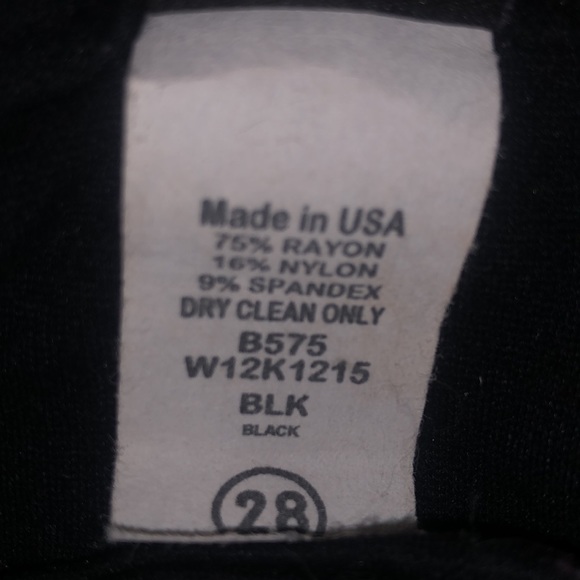 Made in USA
75% RAYON
16% NYLON
9% SPANDEX
DRY CLEAN ONLY
B575
W12K1215
BLK
BLACK
28